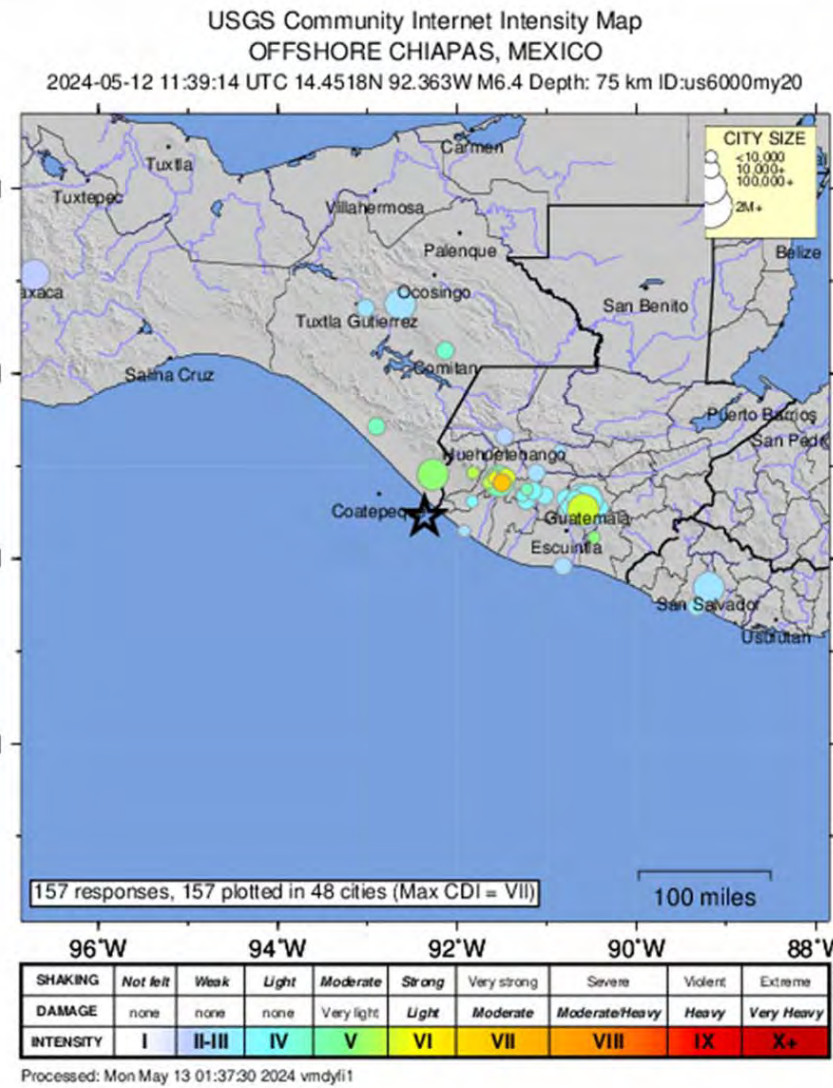 USGS Community Internet Intensity Map
OFFSHORE CHIAPAS, MEXICO
2024-05-12 11:39:14 UTC 14.4518N 92.363W M6.4 Depth: 75 km ID:us6000my20
CITY SIZE
<10,000
10,000+
100,000+
2M+
Carmen
Tuxtla
Tuxtepec
Villahermosa
Palenque
Belize
Ocosingo
axaca
San Benito
Tuxtla Gutierrez
Comitan
Salina Cruz
Puerto Barrios
San Pedr
Huehuetenango
Coatepeq
Guatemala
Escuintla
San Salvador
Usulutan
157 responses, 157 plotted in 48 cities (Max CDI = VII)
100 miles
96°W 94°W 92°W 90°W 88°W
SHAKING Not felt Weak Light Moderate Strong Very strong Severe Violent Extreme
DAMAGE none none none Very light Light Moderate Moderate/Heavy Heavy Very Heavy
INTENSITY I II-III IV V VI VII VIII IX X+
Processed: Mon May 13 01:37:30 2024 vmdyfi1